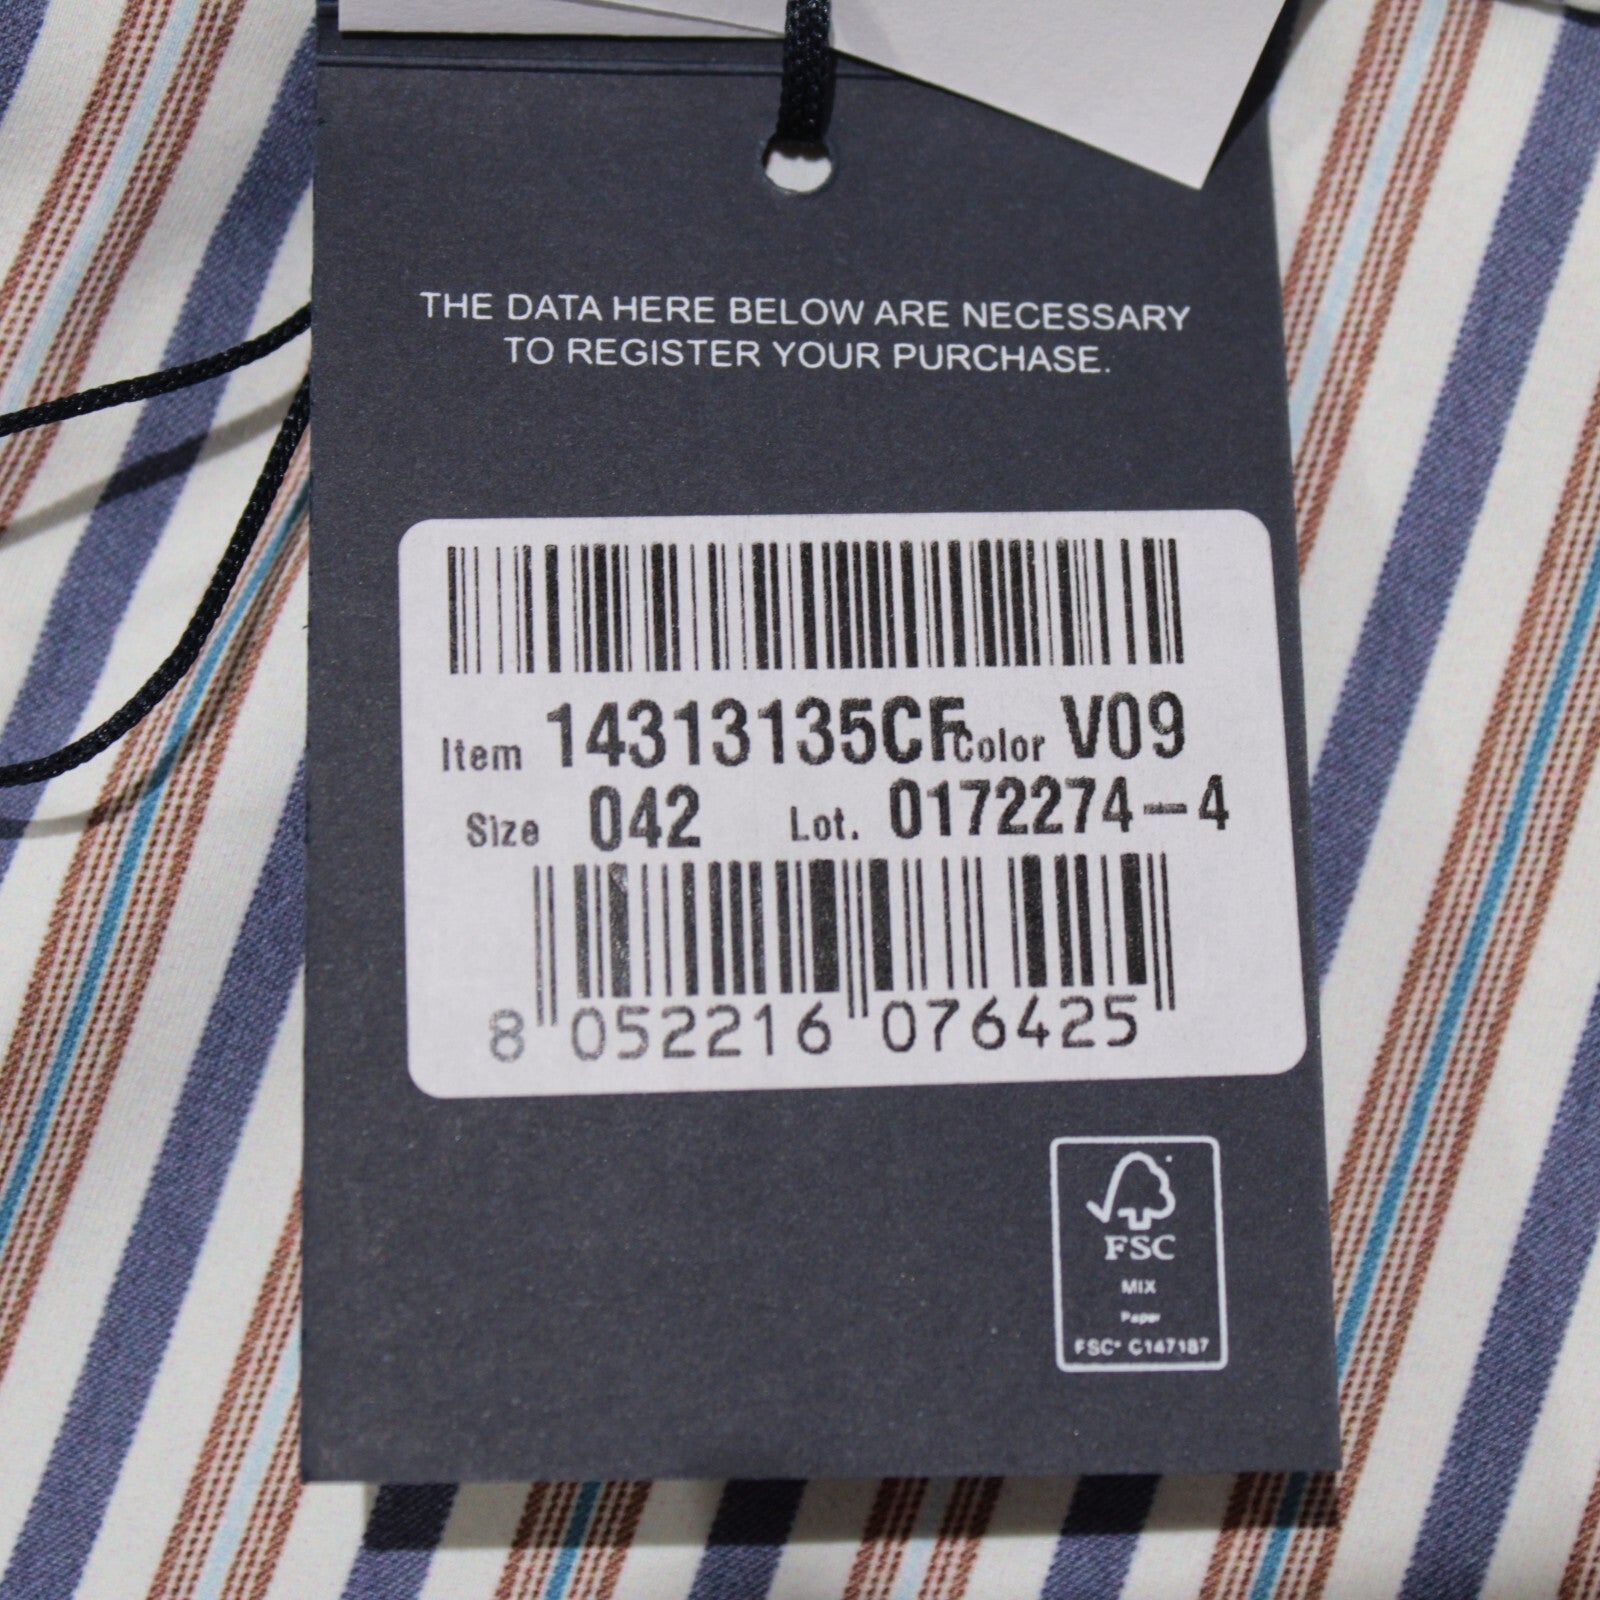 THE DATA HERE BELOW ARE NECESSARY
TO REGISTER YOUR PURCHASE.
Item 14313135CF Color V09
Size 042 Lot. 0172274-4
8 052216 076425
FSC
MIX
Paper
FSC® C147187